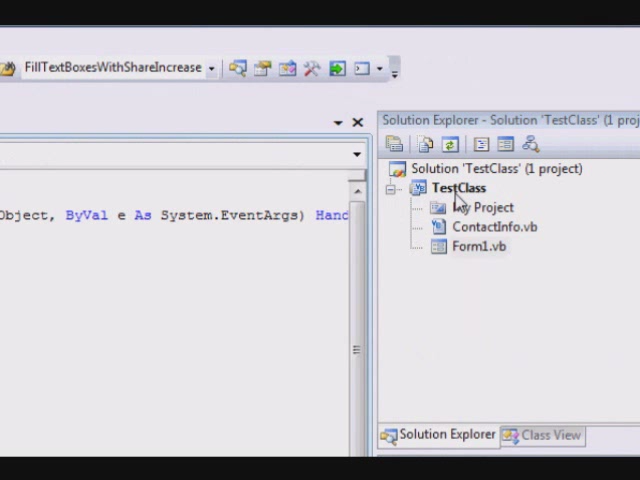 FillTextBoxesWithShareIncrease
Solution Explorer - Solution 'TestClass' (1 proj
Solution 'TestClass' (1 project)
TestClass
Object, ByVal e As System.EventArgs) Hand
My Project
ContactInfo.vb
Form1.vb
Solution Explorer
Class View